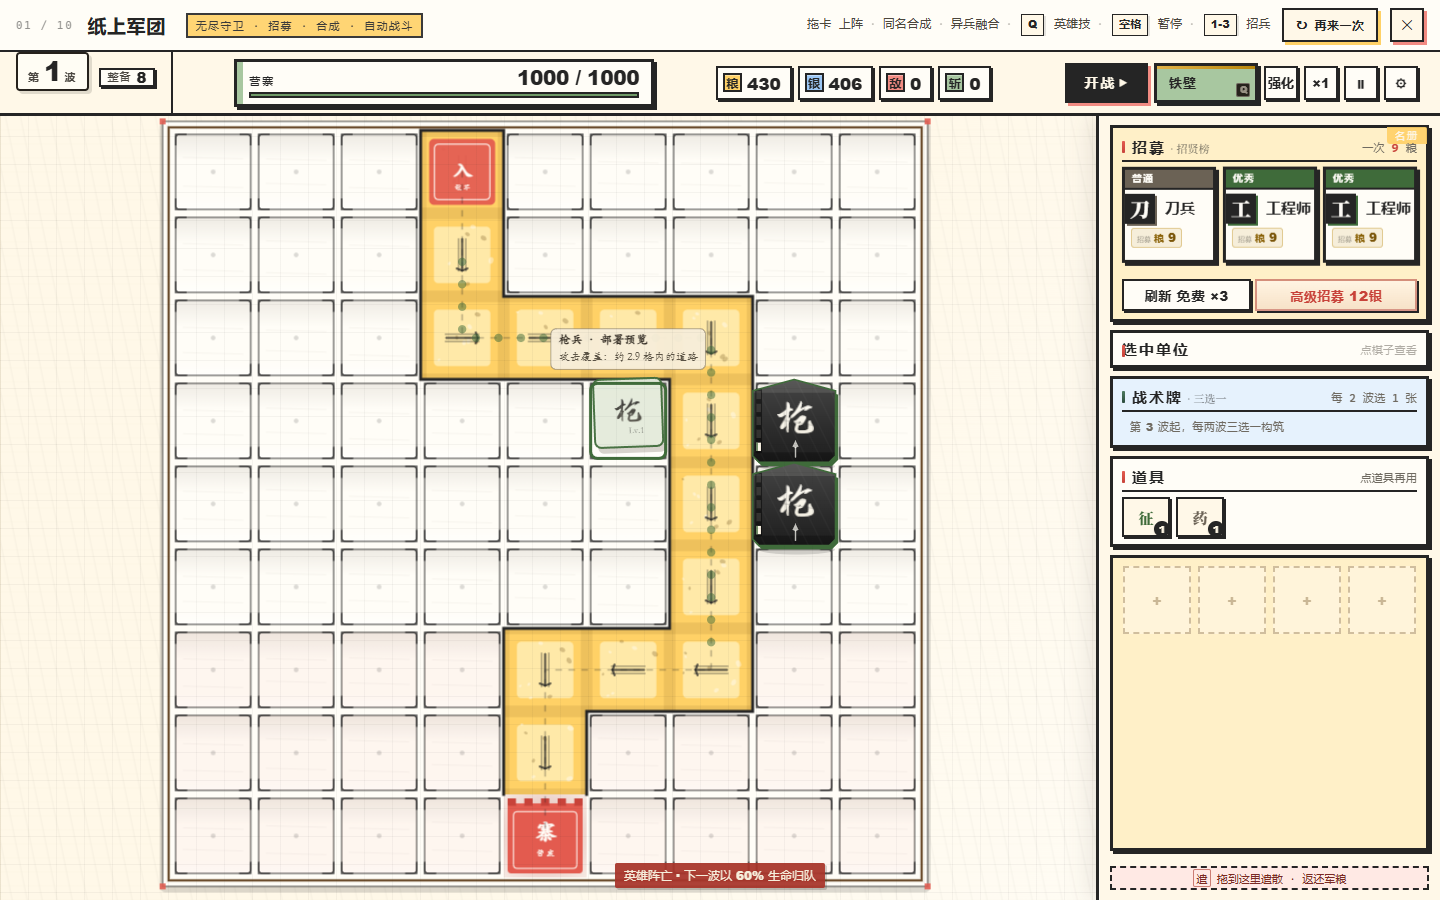 01 / 10 纸上军团 无尽守卫 · 招募 · 合成 · 自动战斗 拖卡 上阵 · 同名合成 · 异兵融合 · Q 英雄技 · 空格 暂停 · 1-3 招兵 ↻ 再来一次 ×
第 1 波 整备 8 营寨 1000 / 1000 粮 430 银 406 敌 0 斩 0 开战 ▸ 铁壁 Q 强化 ×1 ⏸ ⚙
入
名册
招募 · 招贤榜 一次 9 粮
普通 优秀 优秀
刀 刀兵 工 工程师 工 工程师
招募 粮 9 招募 粮 9 招募 粮 9
刷新 免费 ×3 高级招募 12银
枪兵 · 部署预览
攻击覆盖: 约 2.9 格内的道路
选中单位 点棋子查看
枪
Lv.1
枪
枪
战术牌 · 三选一 每 2 波选 1 张
第 3 波起，每两波三选一构筑
道具 点道具再用
征 1 药 1
+ + + +
寨
英雄阵亡 · 下一波以 60% 生命归队
遣 拖到这里遣散 · 返还军粮